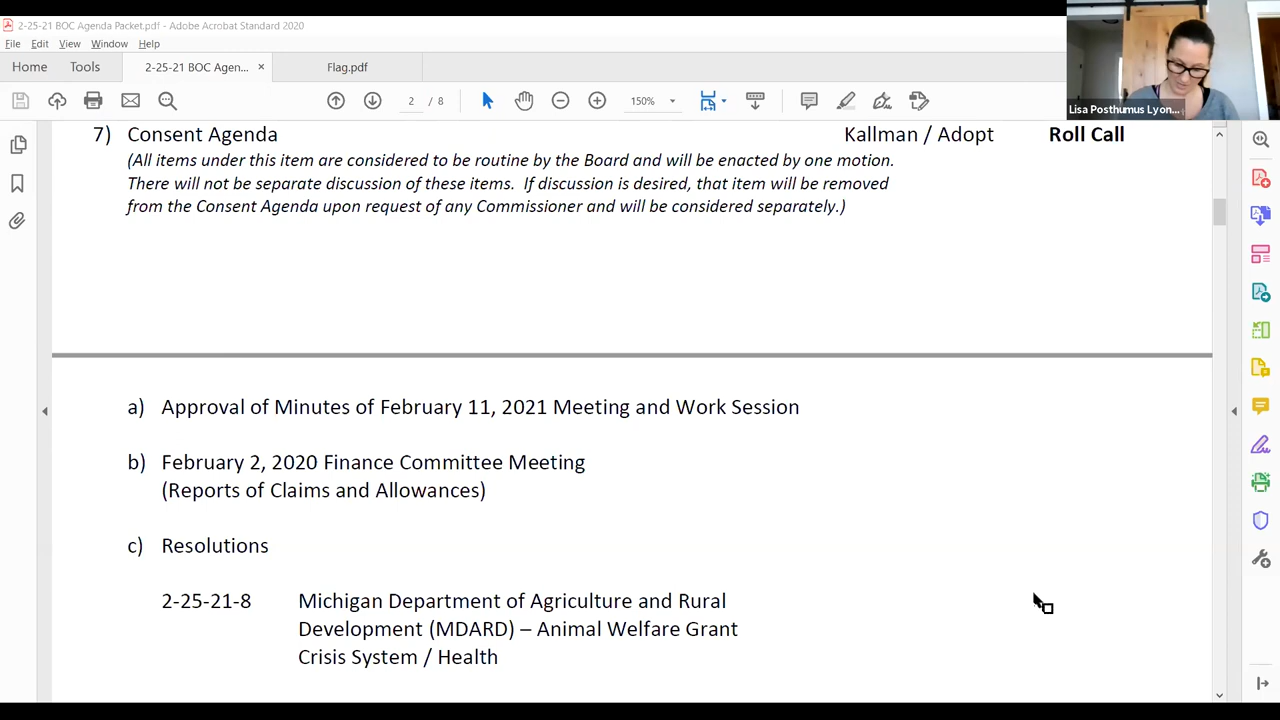 2-25-21 BOC Agenda Packet.pdf - Adobe Acrobat Standard 2020
File Edit View Window Help
Home Tools 2-25-21 BOC Agen... × Flag.pdf
2 / 8 150%
Lisa Posthumus Lyon...
7) Consent Agenda Kallman / Adopt Roll Call
(All items under this item are considered to be routine by the Board and will be enacted by one motion.
There will not be separate discussion of these items. If discussion is desired, that item will be removed
from the Consent Agenda upon request of any Commissioner and will be considered separately.)
a) Approval of Minutes of February 11, 2021 Meeting and Work Session
b) February 2, 2020 Finance Committee Meeting
(Reports of Claims and Allowances)
c) Resolutions
2-25-21-8 Michigan Department of Agriculture and Rural
Development (MDARD) – Animal Welfare Grant
Crisis System / Health